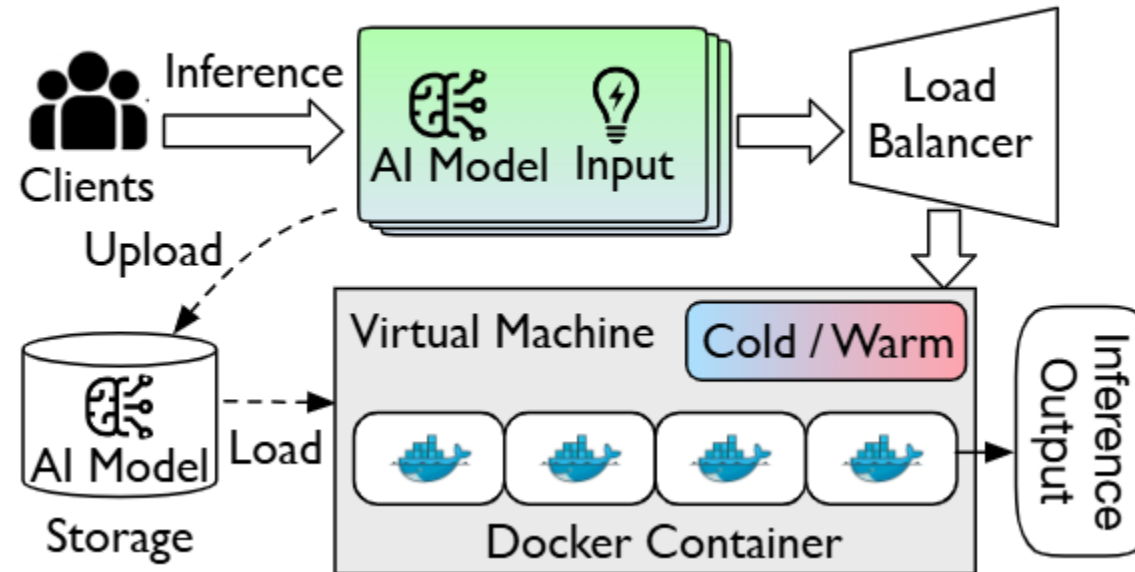 Inference
Clients
AI Model
Input
Load
Balancer
Upload
AI Model
Storage
Load
Virtual Machine
Cold / Warm
Docker Container
Inference
Output